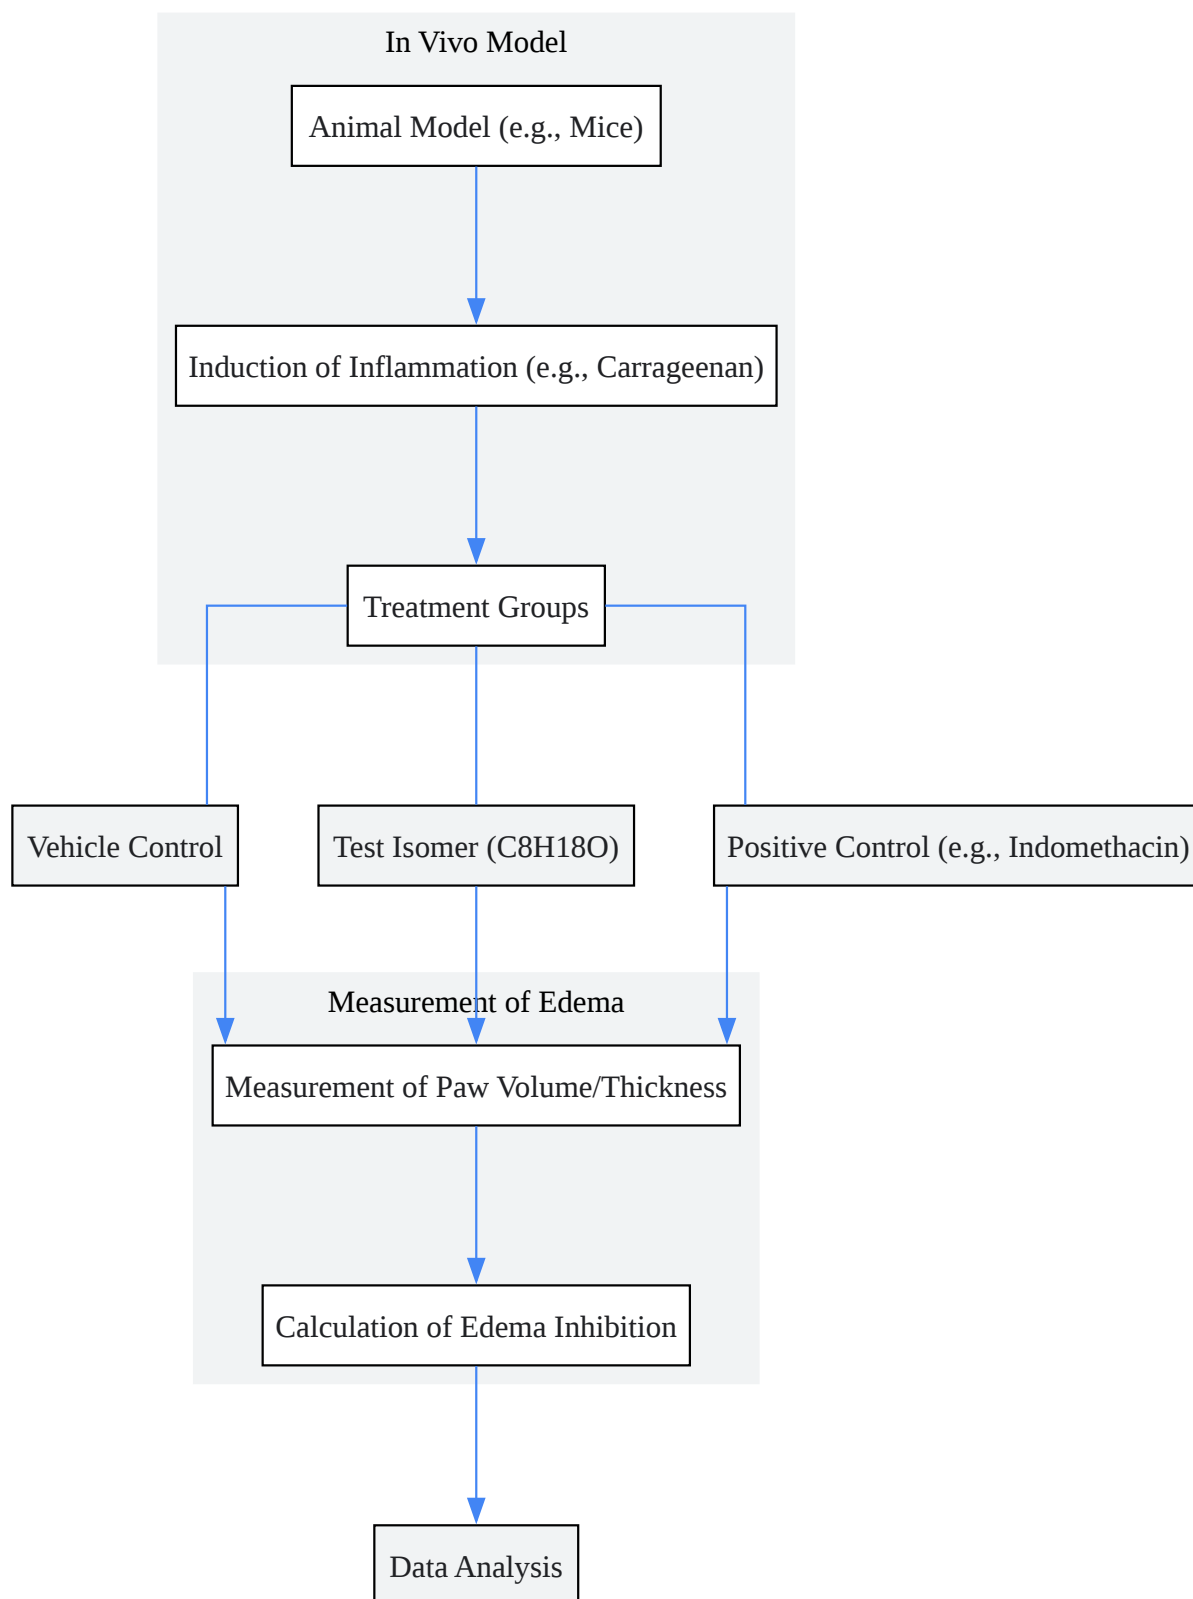 In Vivo Model
Animal Model (e.g., Mice)
Induction of Inflammation (e.g., Carrageenan)
Treatment Groups
Vehicle Control
Test Isomer (C8H18O)
Positive Control (e.g., Indomethacin)
Measurement of Edema
Measurement of Paw Volume/Thickness
Calculation of Edema Inhibition
Data Analysis